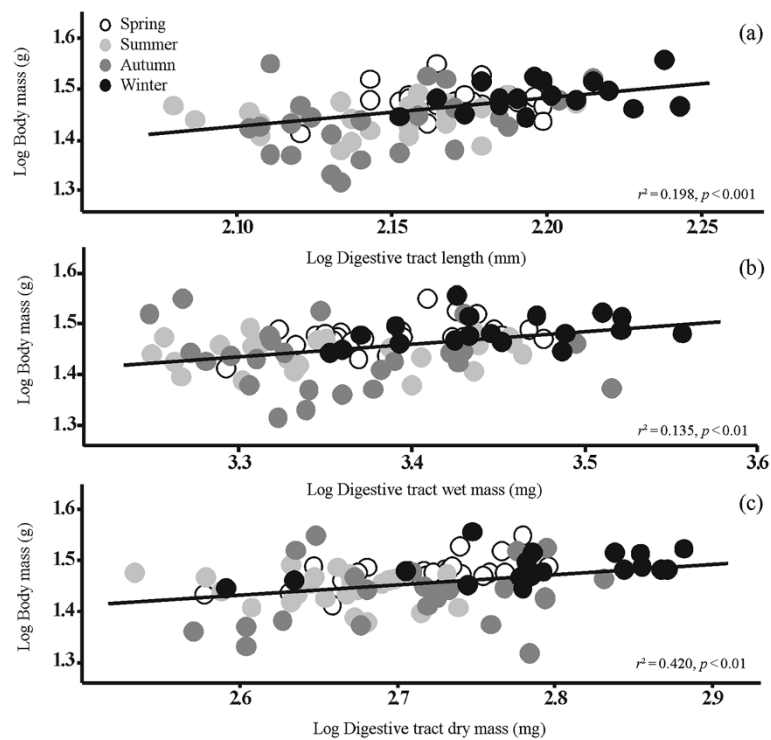 (a)
Spring
Summer
Autumn
Winter
Log Body mass (g)
1.6
1.5
1.4
1.3
r² = 0.198, p < 0.001
2.10 2.15 2.20 2.25
Log Digestive tract length (mm)
(b)
Log Body mass (g)
1.6
1.5
1.4
1.3
r² = 0.135, p < 0.01
3.3 3.4 3.5 3.6
Log Digestive tract wet mass (mg)
(c)
Log Body mass (g)
1.6
1.5
1.4
1.3
r² = 0.420, p < 0.01
2.6 2.7 2.8 2.9
Log Digestive tract dry mass (mg)